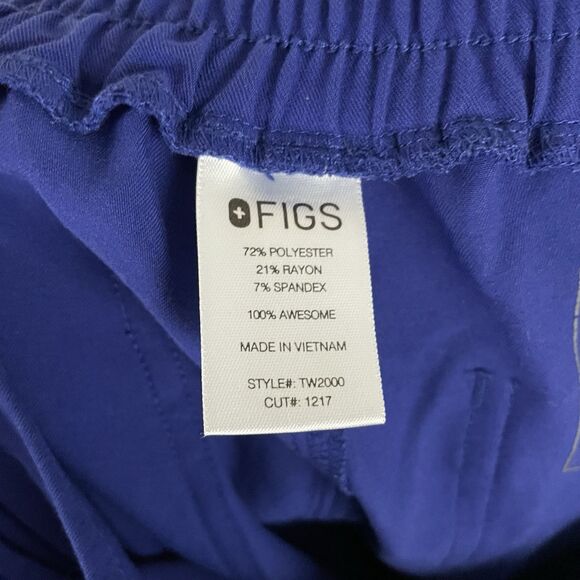 FIGS
72% POLYESTER
21% RAYON
7% SPANDEX
100% AWESOME
MADE IN VIETNAM
STYLE#: TW2000
CUT#: 1217